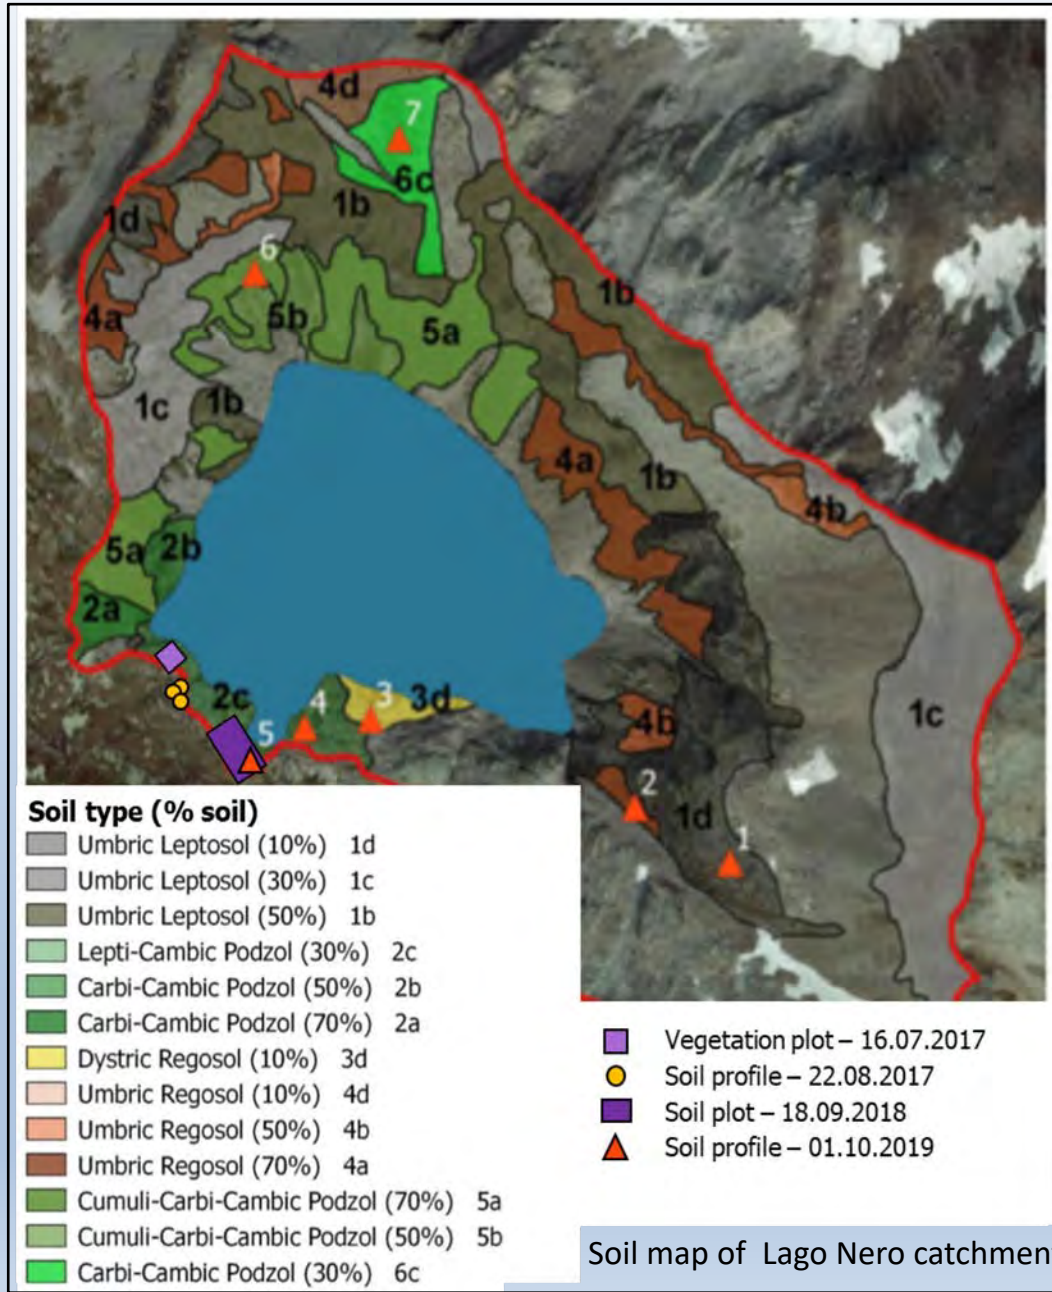 4d
7
6c
1b
1d
6
1b
4a
5b
5a
1c
1b
4a
1b
4b
5a
2b
2a
2c
4
3
3d
1c
5
4b
2
1d
1
Soil type (% soil)
Umbric Leptosol (10%) 1d
Umbric Leptosol (30%) 1c
Umbric Leptosol (50%) 1b
Lepti-Cambic Podzol (30%) 2c
Carbi-Cambic Podzol (50%) 2b
Carbi-Cambic Podzol (70%) 2a
Dystric Regosol (10%) 3d
Umbric Regosol (10%) 4d
Umbric Regosol (50%) 4b
Umbric Regosol (70%) 4a
Cumuli-Carbi-Cambic Podzol (70%) 5a
Cumuli-Carbi-Cambic Podzol (50%) 5b
Carbi-Cambic Podzol (30%) 6c
Vegetation plot – 16.07.2017
Soil profile – 22.08.2017
Soil plot – 18.09.2018
Soil profile – 01.10.2019
Soil map of Lago Nero catchmen